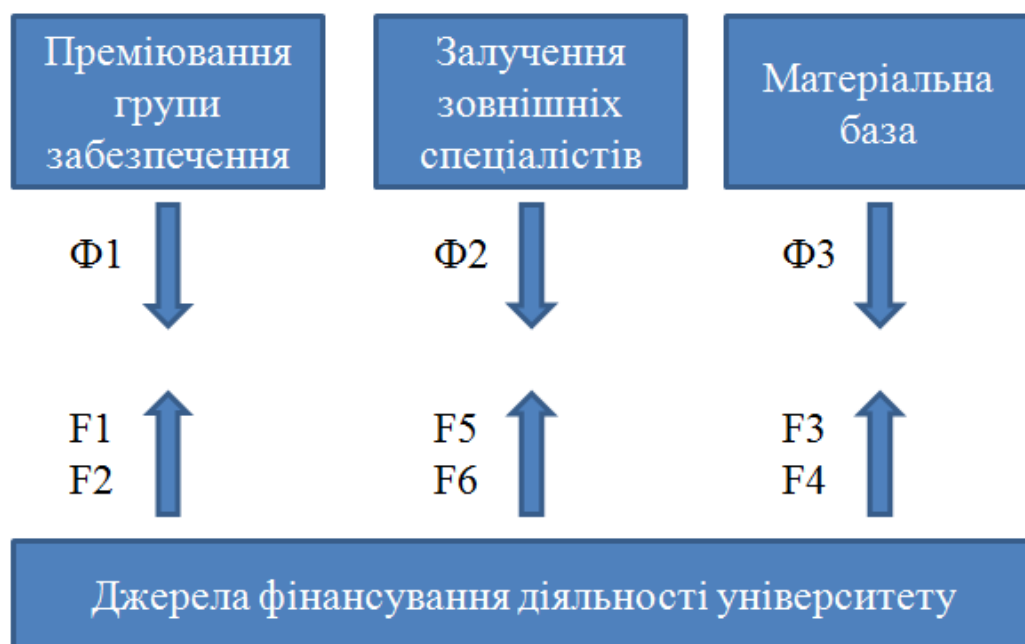 Преміювання
групи
забезпечення
Залучення
зовнішніх
спеціалістів
Матеріальна
база
Ф1
Ф2
Ф3
F1
F2
F5
F6
F3
F4
Джерела фінансування діяльності університету